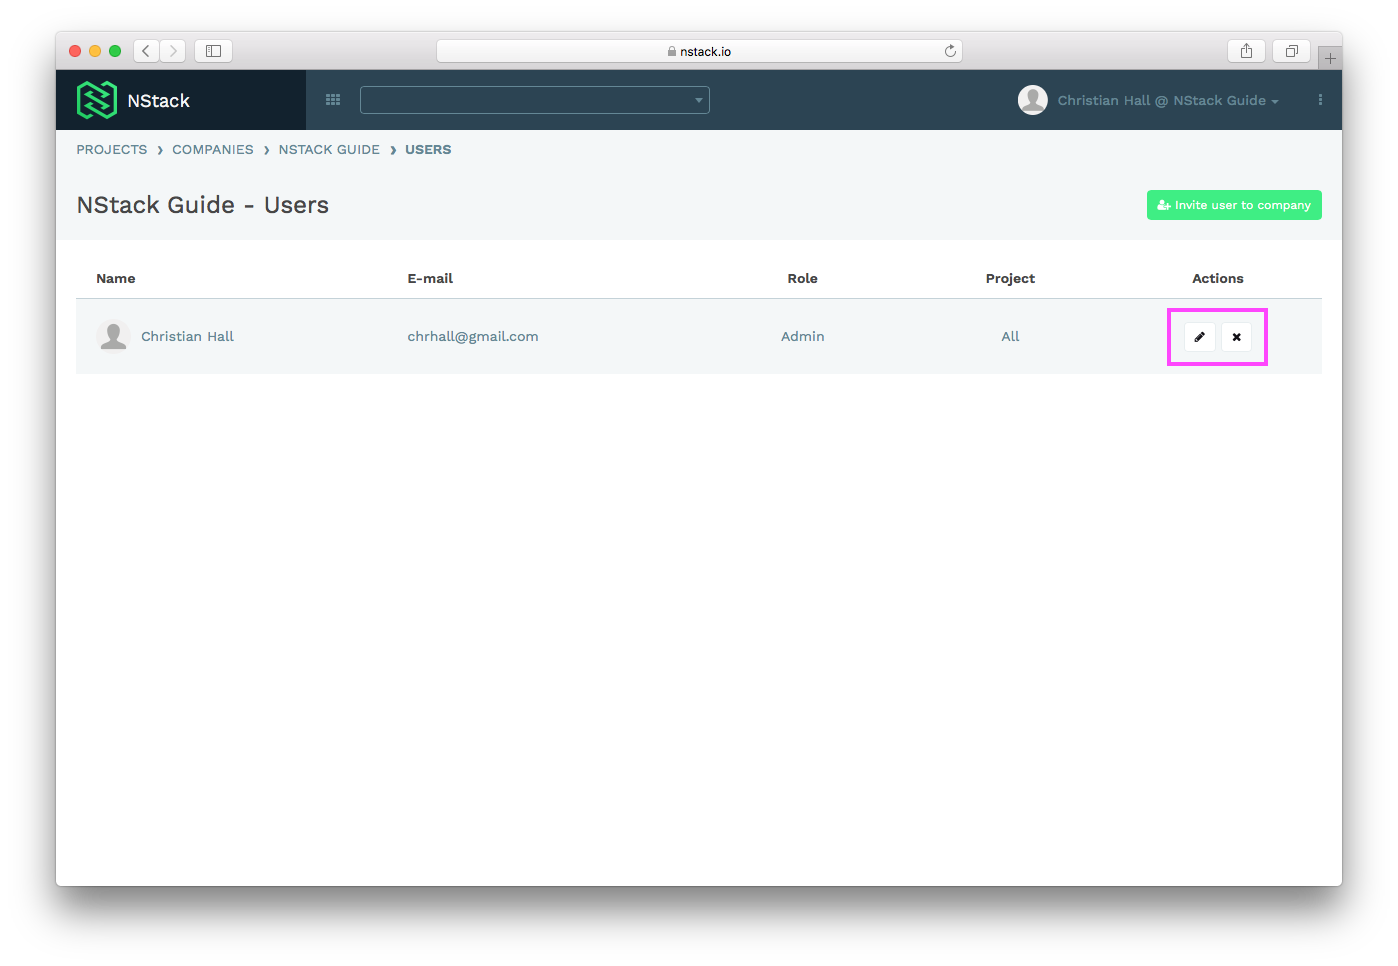 nstack.io
NStack
Christian Hall @ NStack Guide
PROJECTS › COMPANIES › NSTACK GUIDE › USERS
NStack Guide - Users
Invite user to company
Name E-mail Role Project Actions
Christian Hall chrhall@gmail.com Admin All